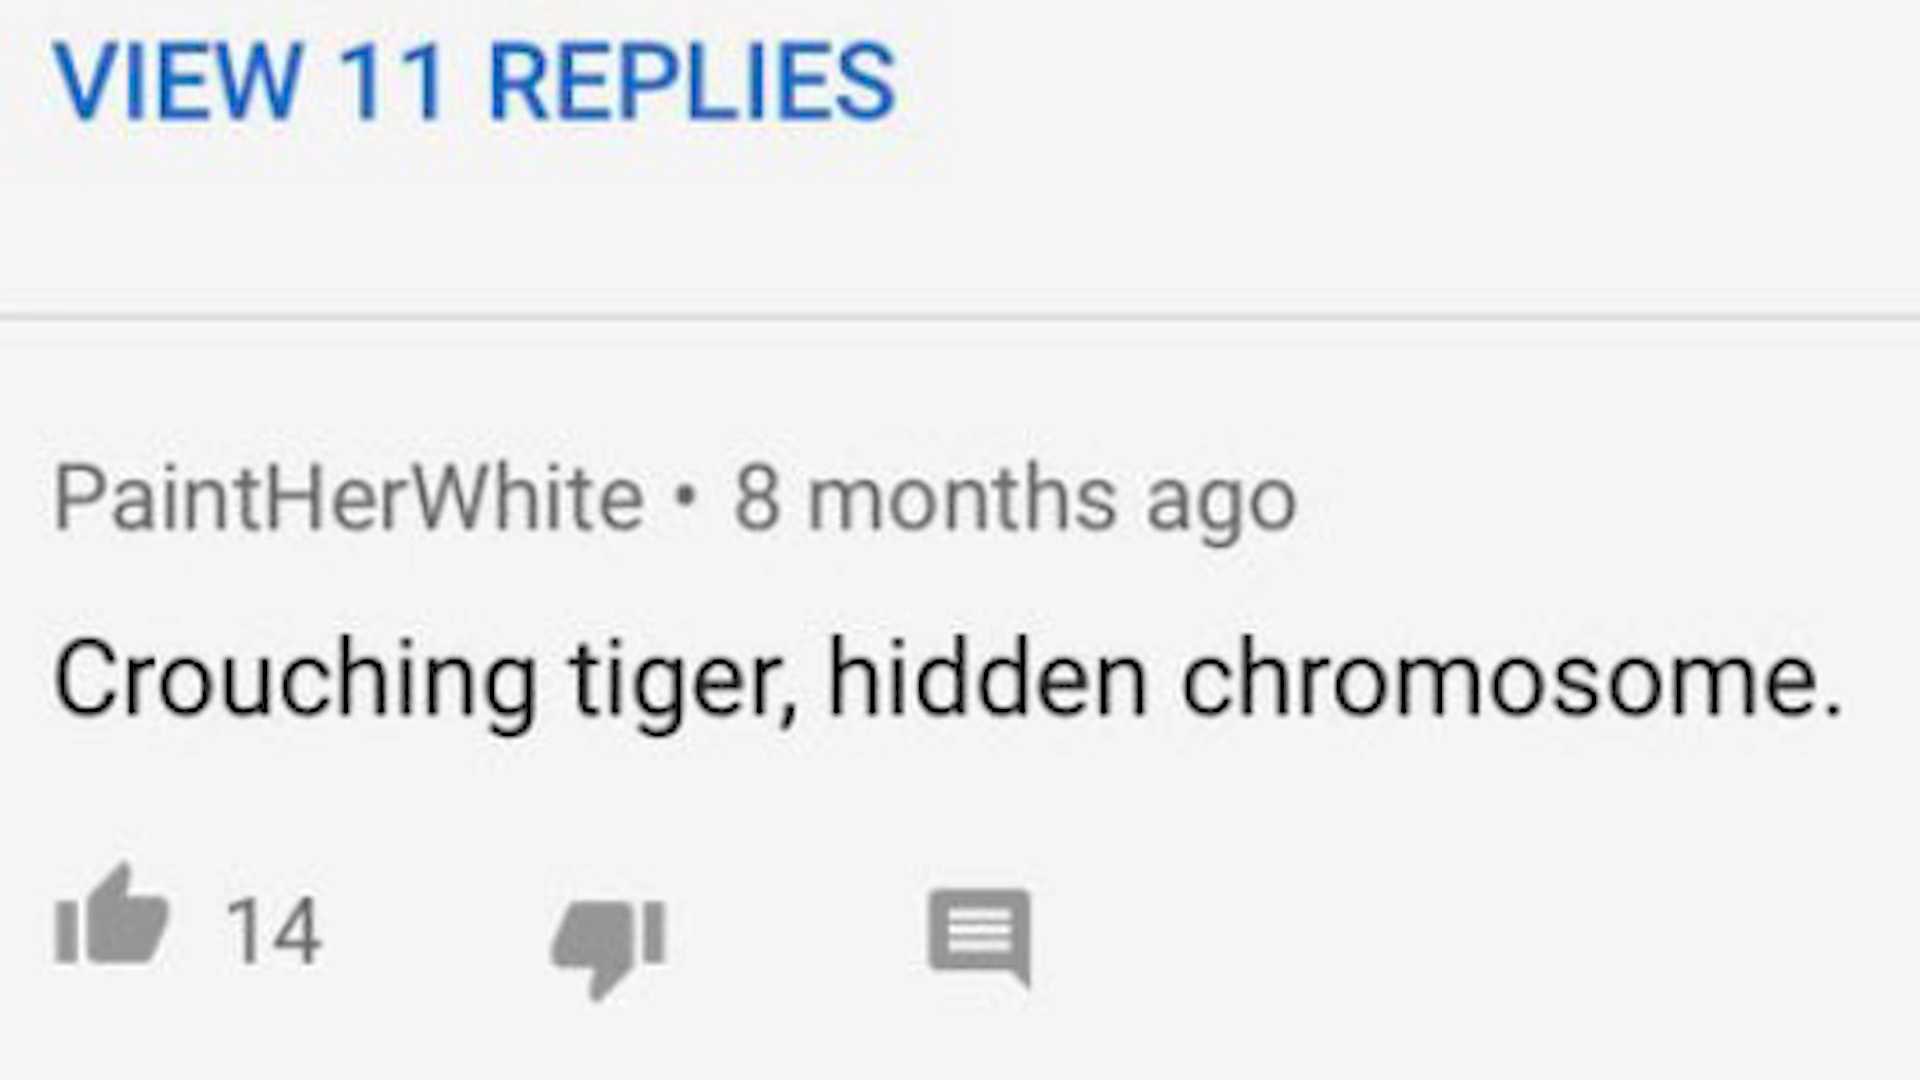 VIEW 11 REPLIES
PaintHerWhite • 8 months ago
Crouching tiger, hidden chromosome.
14